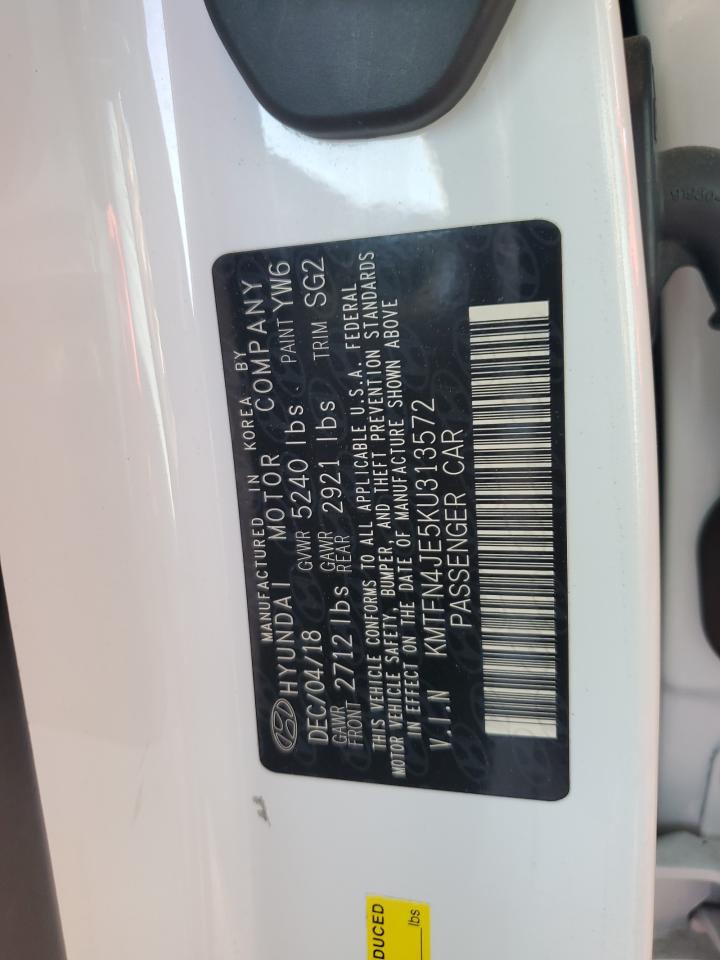 MANUFACTURED IN KOREA BY
HYUNDAI MOTOR COMPANY
DEC/04/18 GVWR 5240 lbs. PAINT YW6
GAWR FRONT 2712 lbs GAWR REAR 2921 lbs TRIM SG2
THIS VEHICLE CONFORMS TO ALL APPLICABLE U.S.A. FEDERAL
MOTOR VEHICLE SAFETY, BUMPER, AND THEFT PREVENTION STANDARDS
IN EFFECT ON THE DATE OF MANUFACTURE SHOWN ABOVE
V.I.N KMTFN4JE5KU313572
PASSENGER CAR
DUCED
lbs